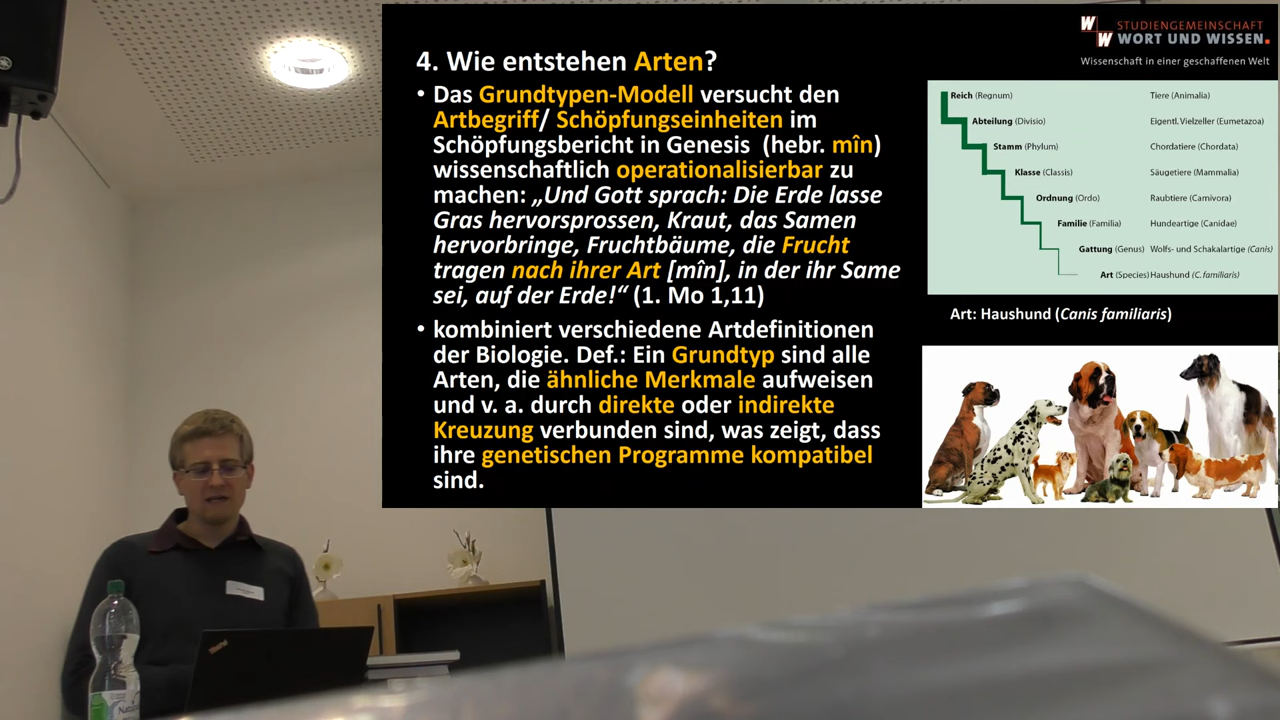 4. Wie entstehen Arten?
• Das Grundtypen-Modell versucht den
Artbegriff/ Schöpfungseinheiten im
Schöpfungsbericht in Genesis (hebr. mîn)
wissenschaftlich operationalisierbar zu
machen: „Und Gott sprach: Die Erde lasse
Gras hervorsprossen, Kraut, das Samen
hervorbringe, Fruchtbäume, die Frucht
tragen nach ihrer Art [mîn], in der ihr Same
sei, auf der Erde!“ (1. Mo 1,11)
• kombiniert verschiedene Artdefinitionen
der Biologie. Def.: Ein Grundtyp sind alle
Arten, die ähnliche Merkmale aufweisen
und v. a. durch direkte oder indirekte
Kreuzung verbunden sind, was zeigt, dass
ihre genetischen Programme kompatibel
sind.
W W STUDIENGEMEINSCHAFT
WORT UND WISSEN.
Wissenschaft in einer geschaffenen Welt
Reich (Regnum) Tiere (Animalia)
Abteilung (Divisio) Eigentl. Vielzeller (Eumetazoa)
Stamm (Phylum) Chordatiere (Chordata)
Klasse (Classis) Säugetiere (Mammalia)
Ordnung (Ordo) Raubtiere (Carnivora)
Familie (Familia) Hundeartige (Canidae)
Gattung (Genus) Wolfs- und Schakalartige (Canis)
Art (Species) Haushund (C. familiaris)
Art: Haushund (Canis familiaris)